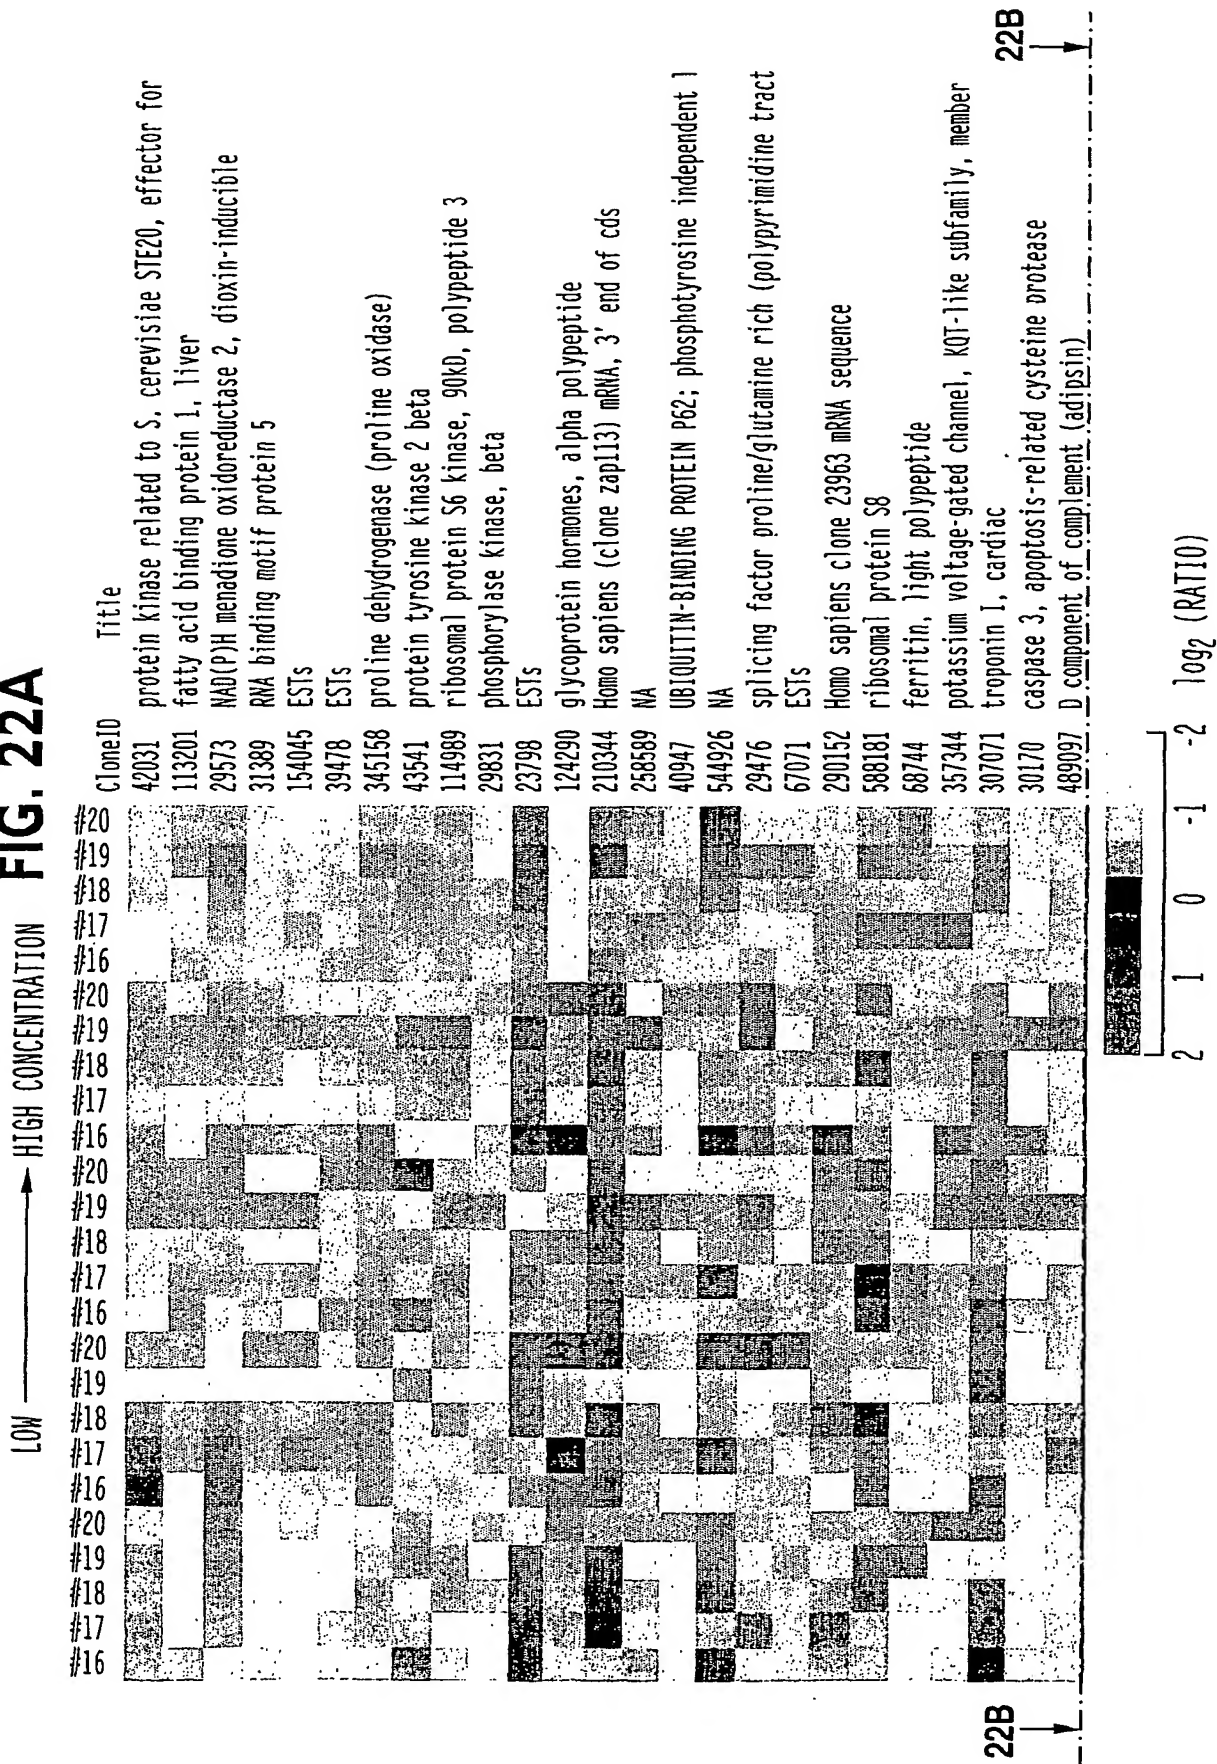 FIG. 22A
LOW HIGH CONCENTRATION
#16 #17 #18 #19 #20 #16 #17 #18 #19 #20 #16 #17 #18 #19 #20 #16 #17 #18 #19 #20 #16 #17 #18 #19 #20
CloneID Title
42031 protein kinase related to S. cerevisiae STE20, effector for
113201 fatty acid binding protein 1, liver
29573 NAD(P)H menadione oxidoreductase 2, dioxin-inducible
31389 RNA binding motif protein 5
154045 ESTs
39478 ESTs
345158 proline dehydrogenase (proline oxidase)
43541 protein tyrosine kinase 2 beta
114989 ribosomal protein S6 kinase, 90kD, polypeptide 3
29831 phosphorylase kinase, beta
23798 ESTs
124290 glycoprotein hormones, alpha polypeptide
210344 Homo sapiens (clone zap113) mRNA, 3' end of cds
258589 NA
40947 UBIQUITIN-BINDING PROTEIN P62; phosphotyrosine independent l
544926 NA
29476 splicing factor proline/glutamine rich (polypyrimidine tract
67071 ESTs
290152 Homo sapiens clone 23963 mRNA sequence
588181 ribosomal protein S8
68744 ferritin, light polypeptide
357344 potassium voltage-gated channel, KQT-like subfamily, member
307071 troponin I, cardiac
30170 caspase 3, apoptosis-related cysteine protease
489097 D component of complement (adipsin)
22B 22B
2 1 0 -1 -2 log2 (RATIO)